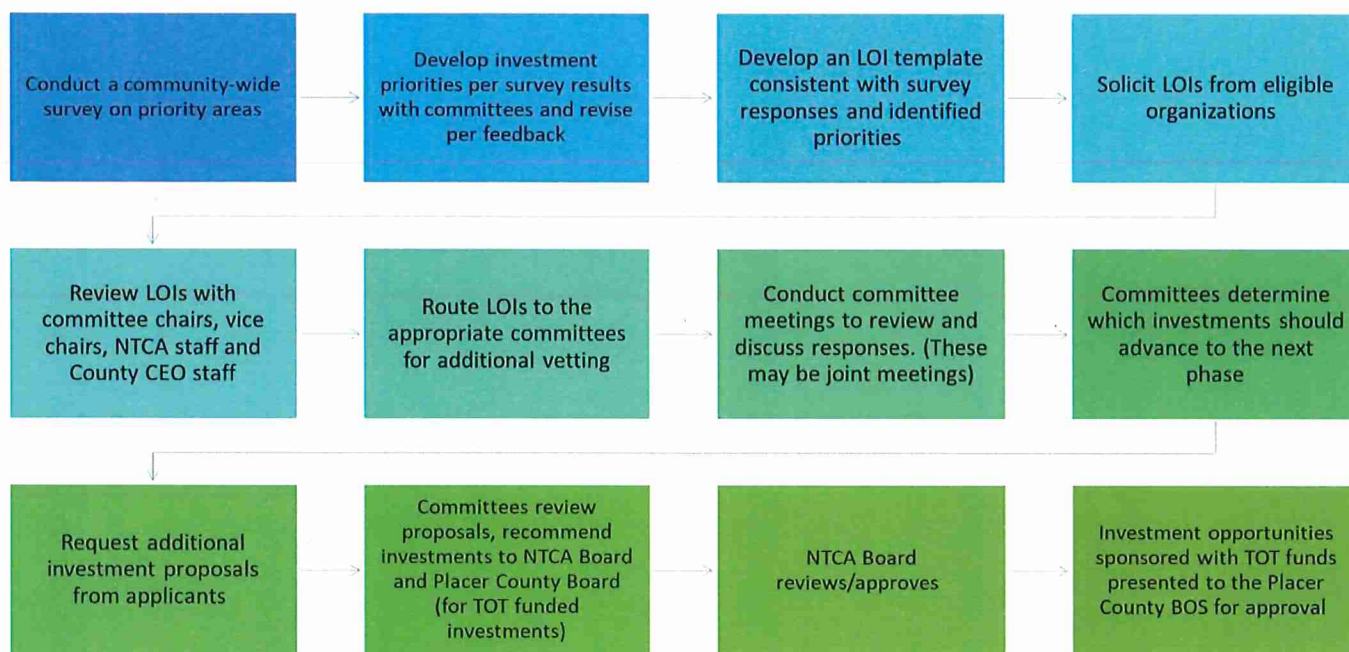 Conduct a community-wide
survey on priority areas
Develop investment
priorities per survey results
with committees and revise
per feedback
Develop an LOI template
consistent with survey
responses and identified
priorities
Solicit LOIs from eligible
organizations
Review LOIs with
committee chairs, vice
chairs, NTCA staff and
County CEO staff
Route LOIs to the
appropriate committees
for additional vetting
Conduct committee
meetings to review and
discuss responses. (These
may be joint meetings)
Committees determine
which investments should
advance to the next
phase
Request additional
investment proposals
from applicants
Committees review
proposals, recommend
investments to NTCA Board
and Placer County Board
(for TOT funded
investments)
NTCA Board
reviews/approves
Investment opportunities
sponsored with TOT funds
presented to the Placer
County BOS for approval